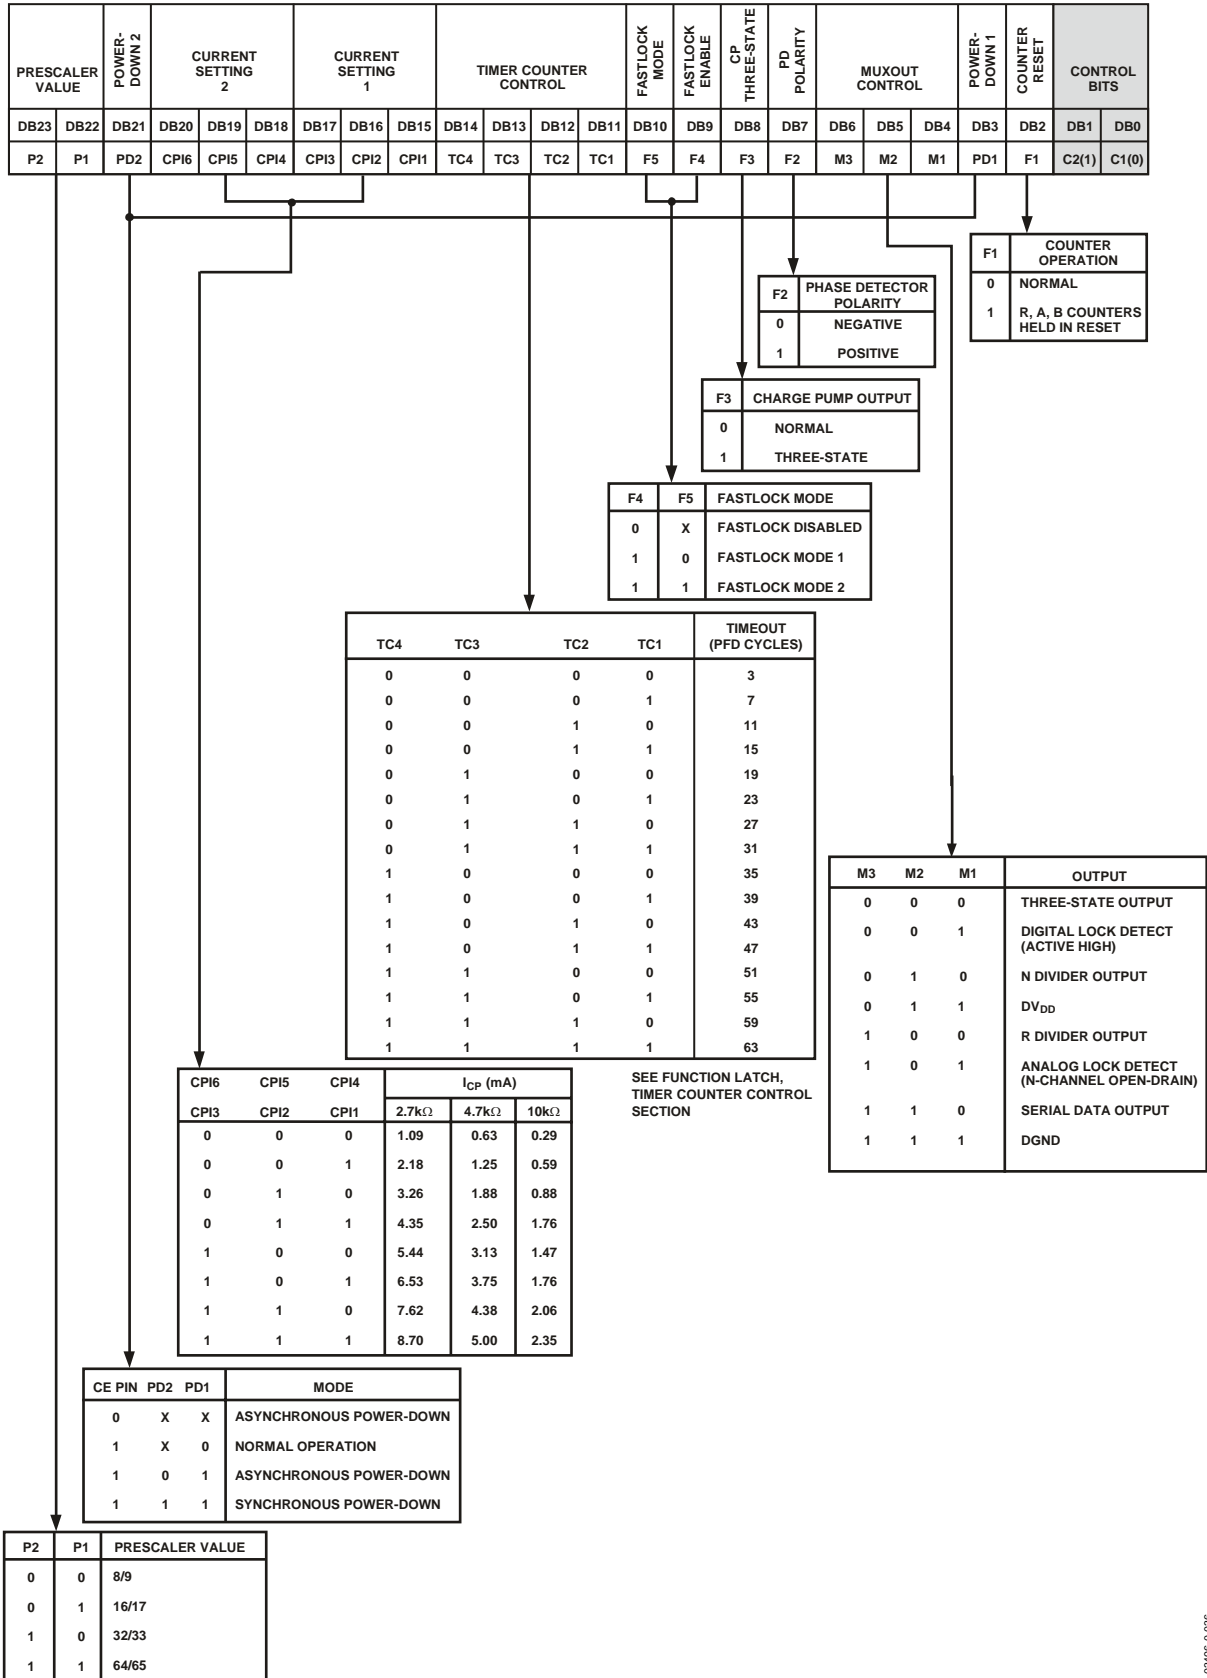 PRESCALER VALUE
POWER-DOWN 2
CURRENT SETTING 2
CURRENT SETTING 1
TIMER COUNTER CONTROL
FASTLOCK MODE
FASTLOCK ENABLE
CP THREE-STATE
PD POLARITY
MUXOUT CONTROL
POWER-DOWN 1
COUNTER RESET
CONTROL BITS
DB23 DB22 DB21 DB20 DB19 DB18 DB17 DB16 DB15 DB14 DB13 DB12 DB11 DB10 DB9 DB8 DB7 DB6 DB5 DB4 DB3 DB2 DB1 DB0
P2 P1 PD2 CPI6 CPI5 CPI4 CPI3 CPI2 CPI1 TC4 TC3 TC2 TC1 F5 F4 F3 F2 M3 M2 M1 PD1 F1 C2(1) C1(0)
F1 COUNTER OPERATION
0 NORMAL
1 R, A, B COUNTERS
HELD IN RESET
F2 PHASE DETECTOR POLARITY
0 NEGATIVE
1 POSITIVE
F3 CHARGE PUMP OUTPUT
0 NORMAL
1 THREE-STATE
F4 F5 FASTLOCK MODE
0 X FASTLOCK DISABLED
1 0 FASTLOCK MODE 1
1 1 FASTLOCK MODE 2
TC4 TC3 TC2 TC1 TIMEOUT (PFD CYCLES)
0 0 0 0 3
0 0 0 1 7
0 0 1 0 11
0 0 1 1 15
0 1 0 0 19
0 1 0 1 23
0 1 1 0 27
0 1 1 1 31
1 0 0 0 35
1 0 0 1 39
1 0 1 0 43
1 0 1 1 47
1 1 0 0 51
1 1 0 1 55
1 1 1 0 59
1 1 1 1 63
SEE FUNCTION LATCH,
TIMER COUNTER CONTROL
SECTION
M3 M2 M1 OUTPUT
0 0 0 THREE-STATE OUTPUT
0 0 1 DIGITAL LOCK DETECT
(ACTIVE HIGH)
0 1 0 N DIVIDER OUTPUT
0 1 1 DVDD
1 0 0 R DIVIDER OUTPUT
1 0 1 ANALOG LOCK DETECT
(N-CHANNEL OPEN-DRAIN)
1 1 0 SERIAL DATA OUTPUT
1 1 1 DGND
CPI6 CPI5 CPI4 ICP (mA)
CPI3 CPI2 CPI1 2.7kΩ 4.7kΩ 10kΩ
0 0 0 1.09 0.63 0.29
0 0 1 2.18 1.25 0.59
0 1 0 3.26 1.88 0.88
0 1 1 4.35 2.50 1.76
1 0 0 5.44 3.13 1.47
1 0 1 6.53 3.75 1.76
1 1 0 7.62 4.38 2.06
1 1 1 8.70 5.00 2.35
CE PIN PD2 PD1 MODE
0 X X ASYNCHRONOUS POWER-DOWN
1 X 0 NORMAL OPERATION
1 0 1 ASYNCHRONOUS POWER-DOWN
1 1 1 SYNCHRONOUS POWER-DOWN
P2 P1 PRESCALER VALUE
0 0 8/9
0 1 16/17
1 0 32/33
1 1 64/65